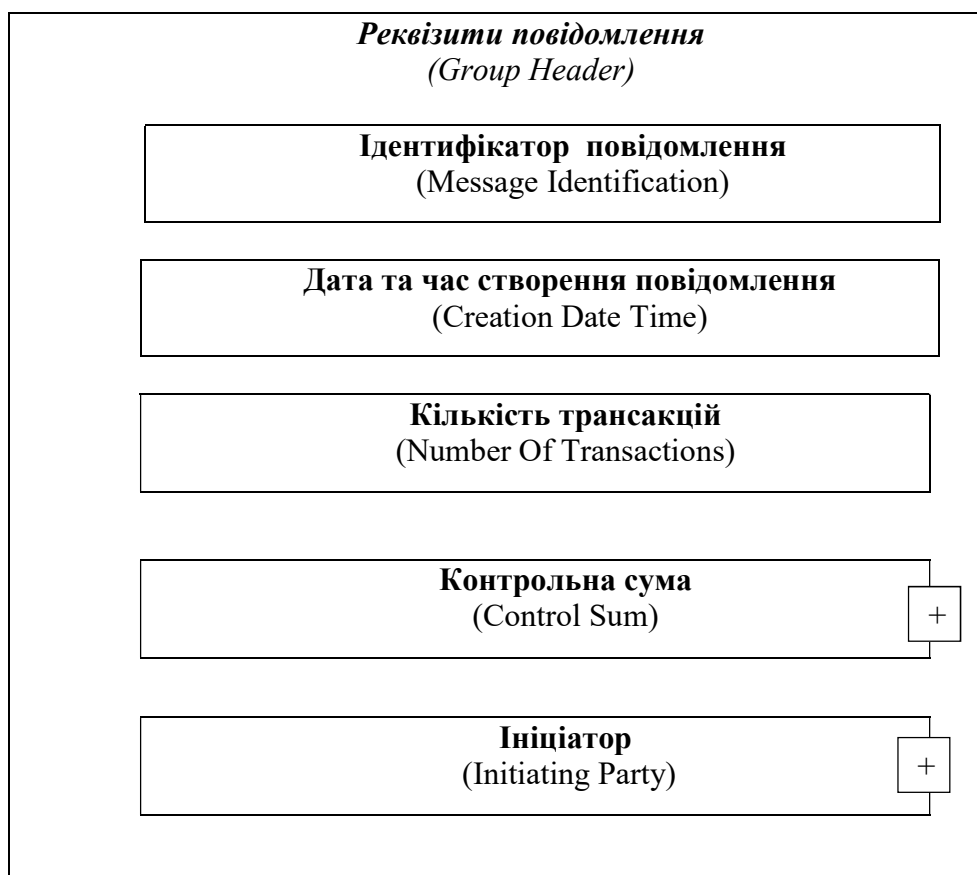 Реквізити повідомлення
(Group Header)
Ідентифікатор повідомлення
(Message Identification)
Дата та час створення повідомлення
(Creation Date Time)
Кількість трансакцій
(Number Of Transactions)
Контрольна сума
(Control Sum)
+
Ініціатор
(Initiating Party)
+